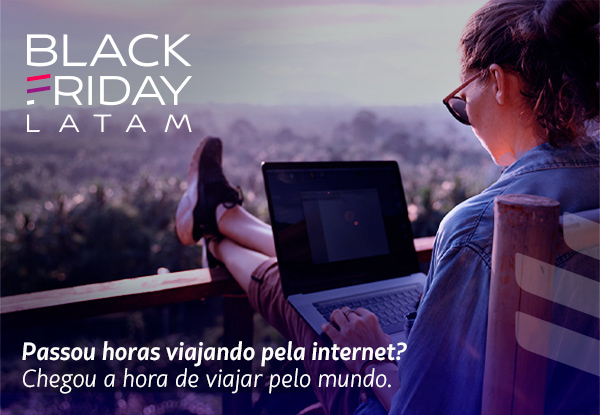 BLACK
FRIDAY
LATAM
Passou horas viajando pela internet?
Chegou a hora de viajar pelo mundo.